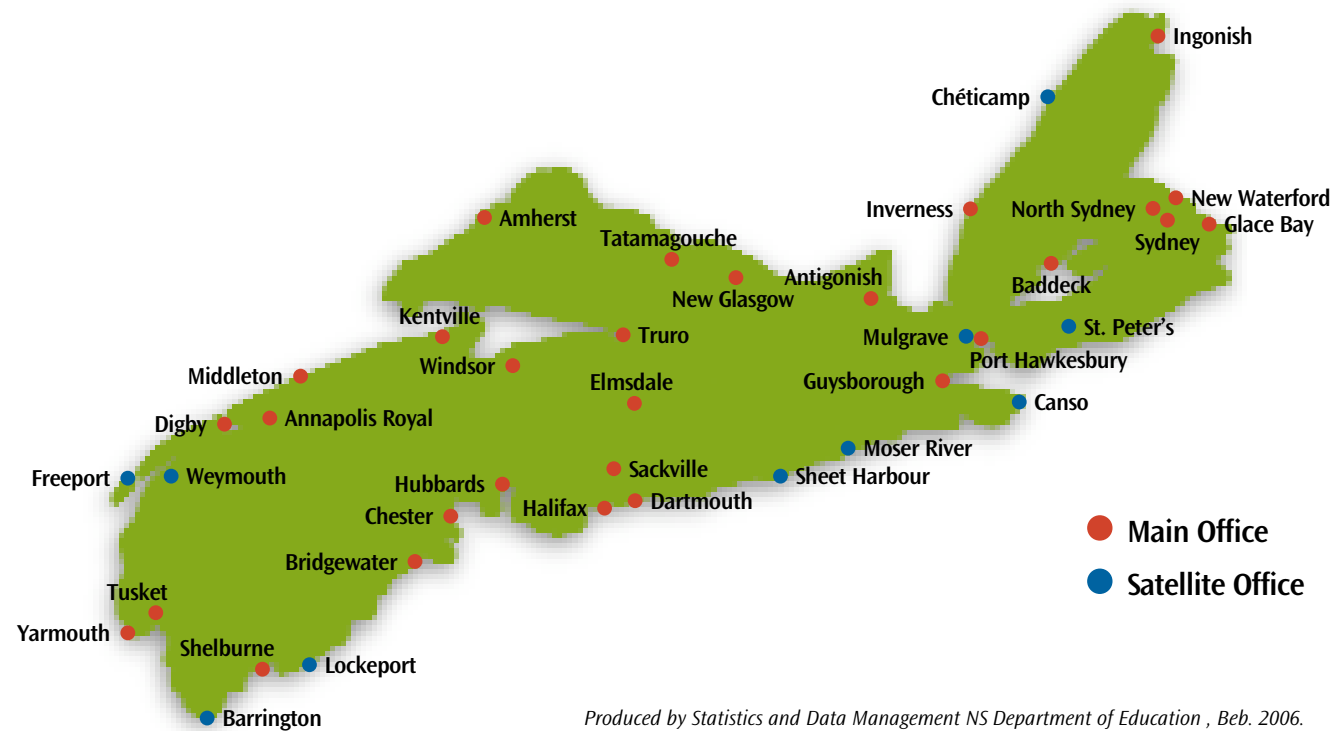 Ingonish
Chéticamp
New Waterford
Inverness
North Sydney
Amherst
Glace Bay
Tatamagouche
Sydney
Antigonish
Baddeck
New Glasgow
Kentville
St. Peter's
Truro
Mulgrave
Port Hawkesbury
Windsor
Middleton
Elmsdale
Guysborough
Canso
Annapolis Royal
Digby
Moser River
Sackville
Freeport
Weymouth
Sheet Harbour
Hubbards
Dartmouth
Halifax
Chester
Main Office
Bridgewater
Satellite Office
Tusket
Yarmouth
Shelburne
Lockeport
Barrington
Produced by Statistics and Data Management NS Department of Education , Beb. 2006.